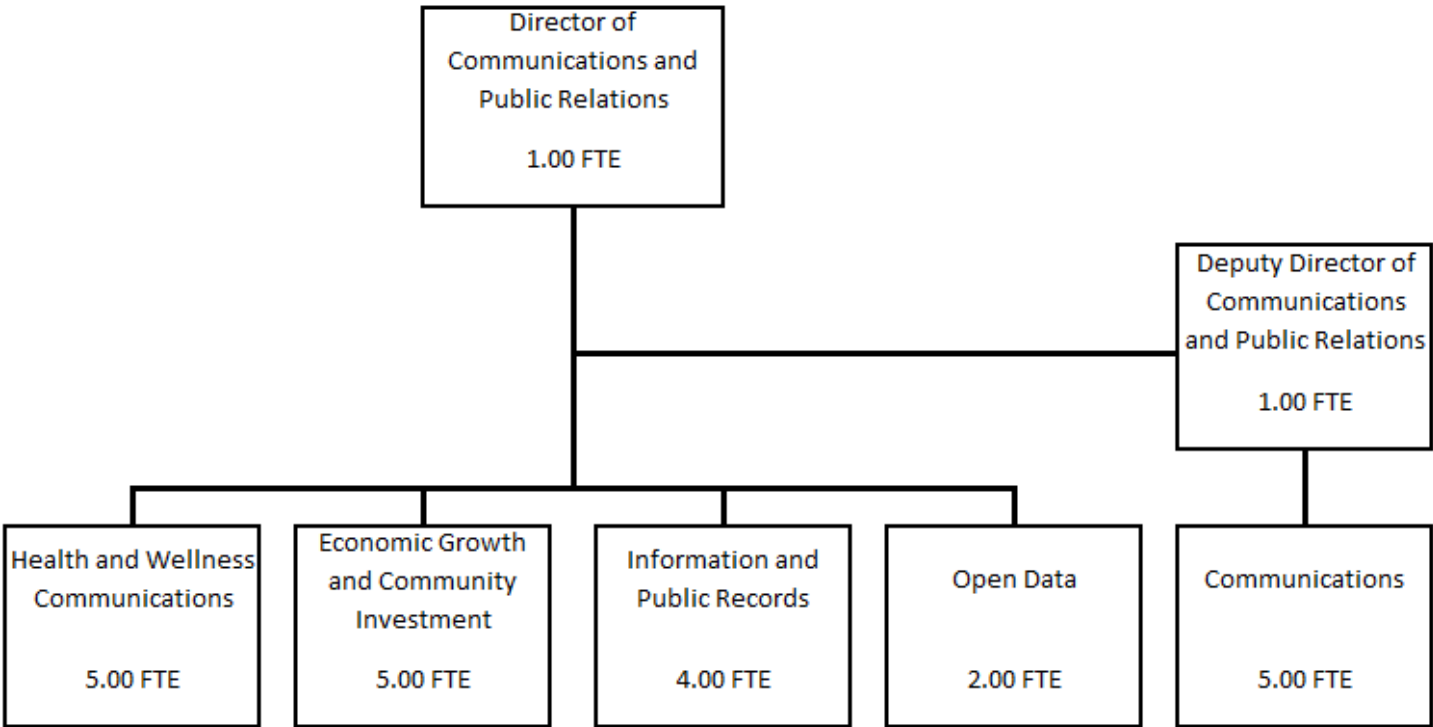 Director of
Communications and
Public Relations
1.00 FTE
Deputy Director of
Communications
and Public Relations
1.00 FTE
Health and Wellness
Communications
5.00 FTE
Economic Growth
and Community
Investment
5.00 FTE
Information and
Public Records
4.00 FTE
Open Data
2.00 FTE
Communications
5.00 FTE